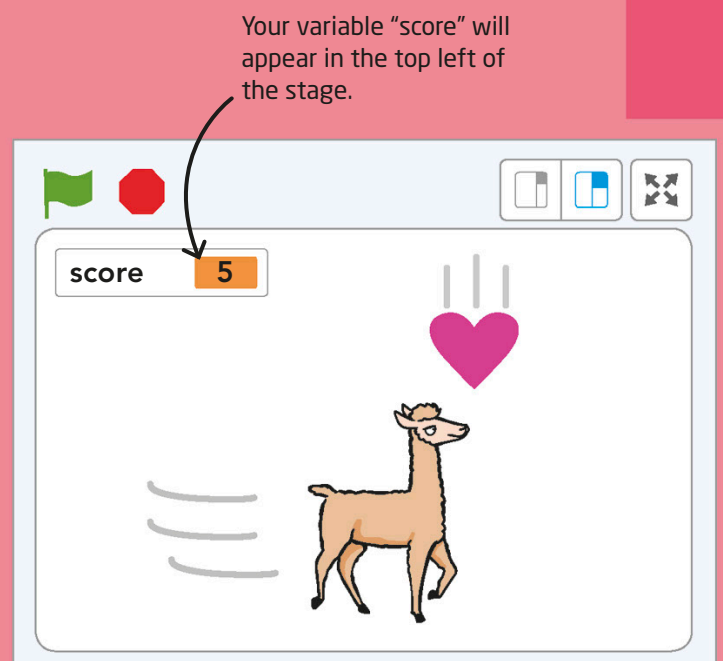 Your variable “score” will
appear in the top left of
the stage.
score 5